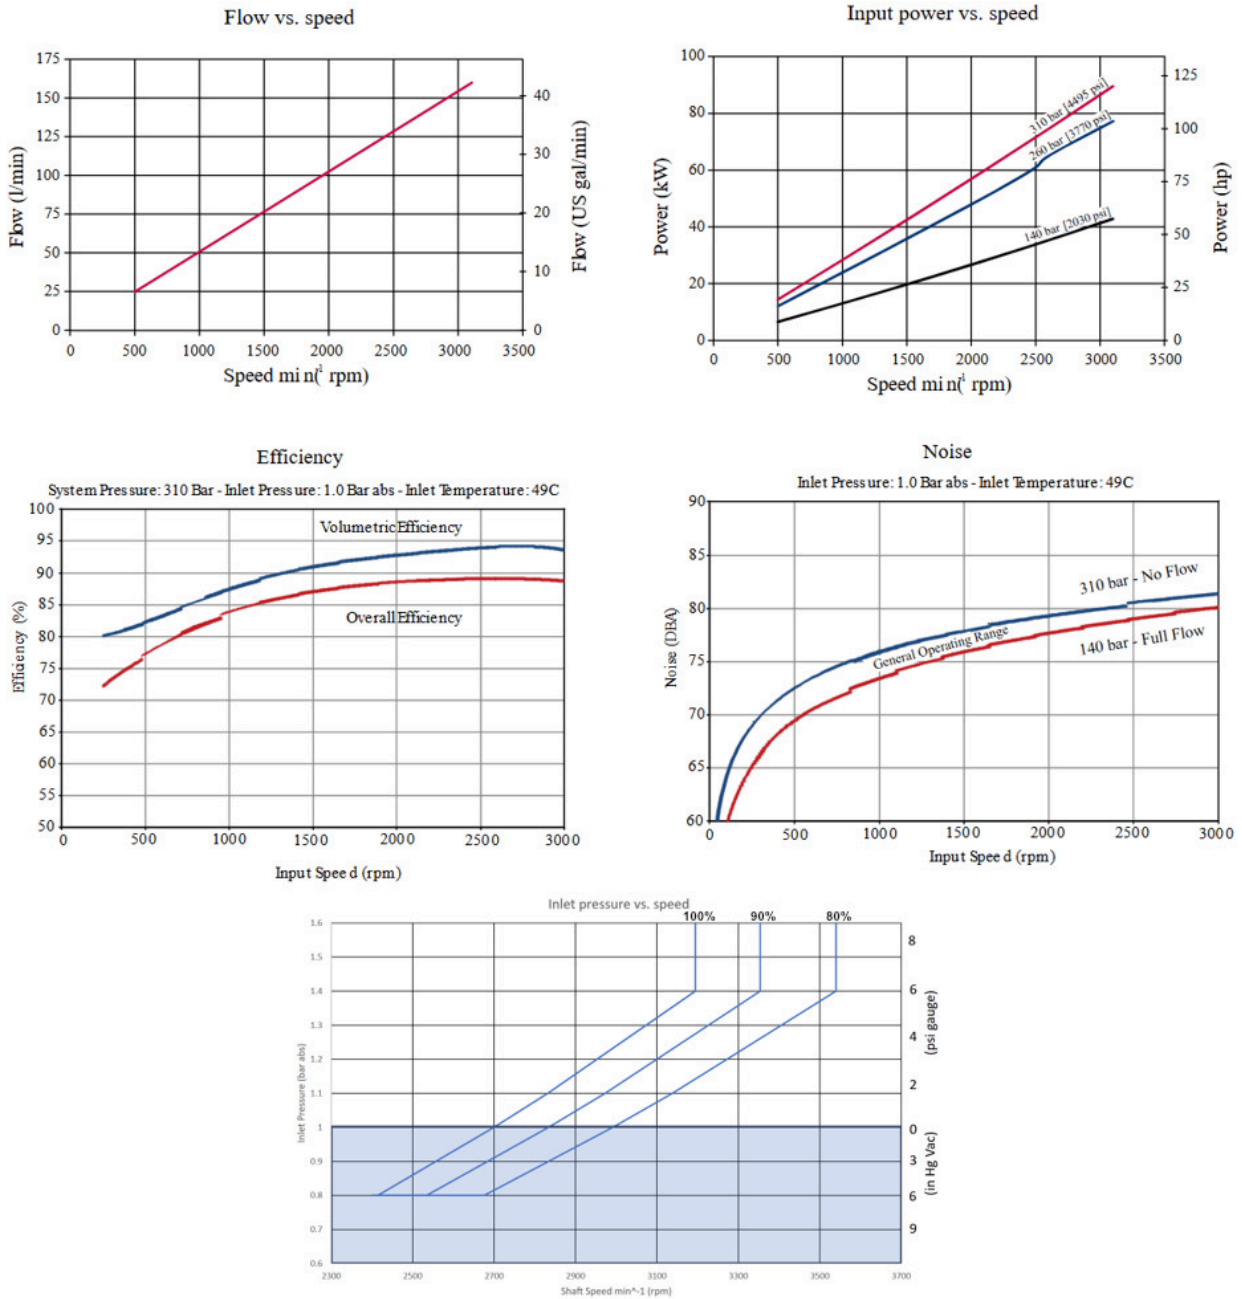 Flow vs. speed
Flow (l/min)
175
150
125
100
75
50
25
0
40
30
20
10
0
Flow (US gal/min)
0 500 1000 1500 2000 2500 3000 3500
Speed min(¹ rpm)
Input power vs. speed
Power (kW)
100
80
60
40
20
0
310 bar [4495 psi]
260 bar [3770 psi]
140 bar [2030 psi]
125
100
75
50
25
0
Power (hp)
0 500 1000 1500 2000 2500 3000 3500
Speed min(¹ rpm)
Efficiency
System Pressure: 310 Bar - Inlet Pressure: 1.0 Bar abs - Inlet Temperature: 49C
Efficiency (%)
100
95
90
85
80
75
70
65
60
55
50
Volumetric Efficiency
Overall Efficiency
0 500 1000 1500 2000 2500 3000
Input Speed (rpm)
Noise
Inlet Pressure: 1.0 Bar abs - Inlet Temperature: 49C
Noise (DBA)
90
85
80
75
70
65
60
310 bar - No Flow
General Operating Range
140 bar - Full Flow
0 500 1000 1500 2000 2500 3000
Input Speed (rpm)
Inlet pressure vs. speed
100% 90% 80%
Inlet Pressure (bar abs)
1.6
1.5
1.4
1.3
1.2
1.1
1
0.9
0.8
0.7
0.6
8
6
4
2
0
3
6
9
(psi gauge)
(in Hg Vac)
2300 2500 2700 2900 3100 3300 3500 3700
Shaft Speed min^-1 (rpm)